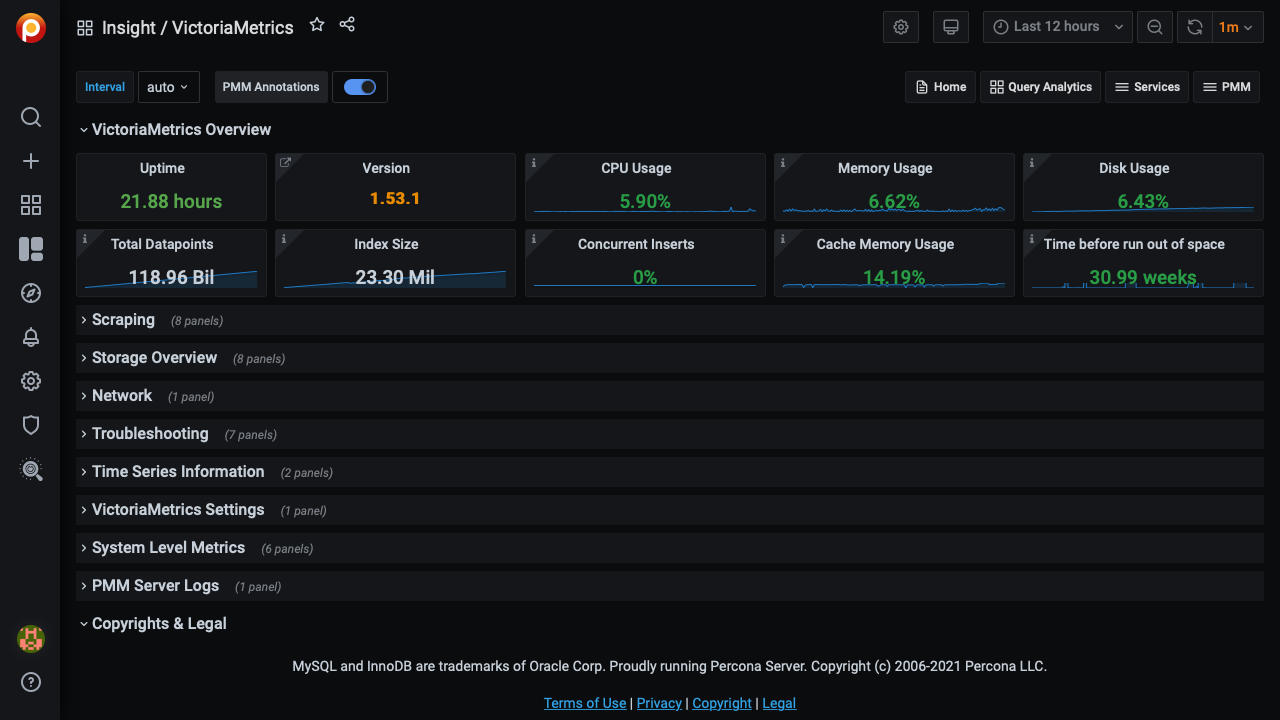 Insight / VictoriaMetrics
Last 12 hours
1m
Interval
auto
PMM Annotations
Home
Query Analytics
Services
PMM
VictoriaMetrics Overview
Uptime
21.88 hours
Version
1.53.1
CPU Usage
5.90%
Memory Usage
6.62%
Disk Usage
6.43%
Total Datapoints
118.96 Bil
Index Size
23.30 Mil
Concurrent Inserts
0%
Cache Memory Usage
14.19%
Time before run out of space
30.99 weeks
Scraping (8 panels)
Storage Overview (8 panels)
Network (1 panel)
Troubleshooting (7 panels)
Time Series Information (2 panels)
VictoriaMetrics Settings (1 panel)
System Level Metrics (6 panels)
PMM Server Logs (1 panel)
Copyrights & Legal
MySQL and InnoDB are trademarks of Oracle Corp. Proudly running Percona Server. Copyright (c) 2006-2021 Percona LLC.
Terms of Use | Privacy | Copyright | Legal